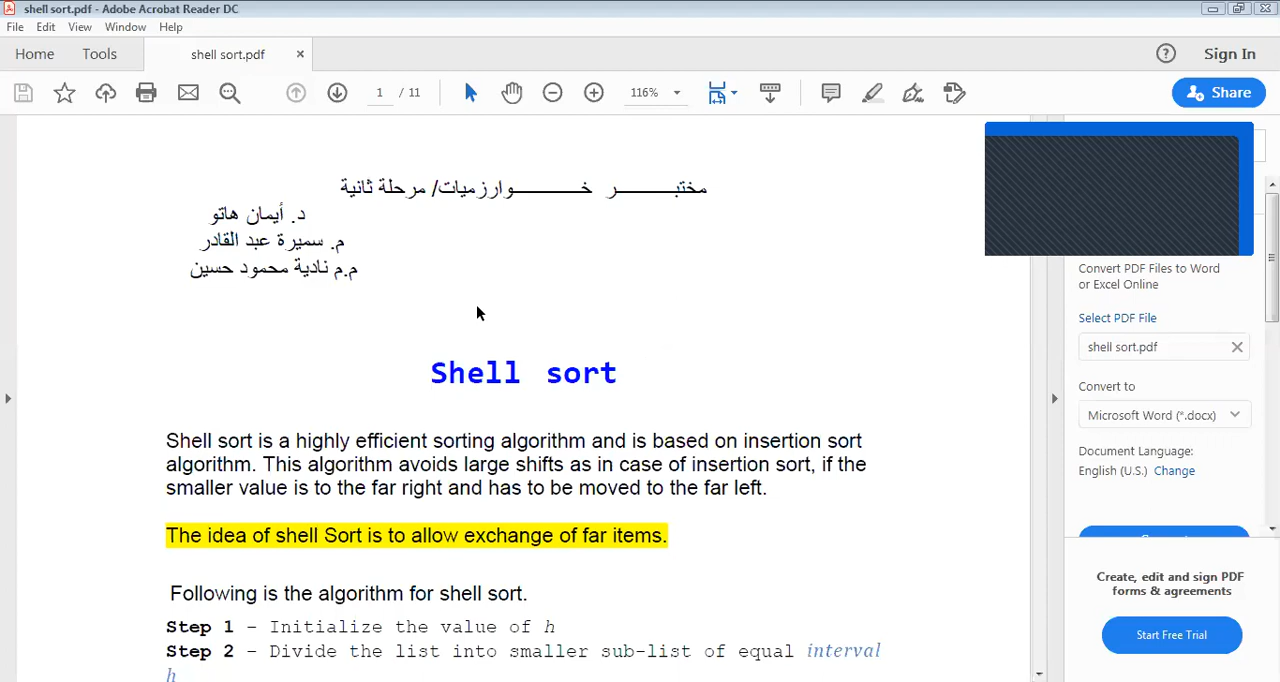 shell sort.pdf - Adobe Acrobat Reader DC
File Edit View Window Help
Home Tools shell sort.pdf × ? Sign In
1 / 11 116% Share
مختبــــــر خــــــوارزميات/ مرحلة ثانية
د. أيمان هاتو
م. سميرة عبد القادر
م.م نادية محمود حسين
Shell sort
Shell sort is a highly efficient sorting algorithm and is based on insertion sort
algorithm. This algorithm avoids large shifts as in case of insertion sort, if the
smaller value is to the far right and has to be moved to the far left.
The idea of shell Sort is to allow exchange of far items.
Following is the algorithm for shell sort.
Step 1 − Initialize the value of h
Step 2 − Divide the list into smaller sub-list of equal interval
h
Convert PDF Files to Word
or Excel Online
Select PDF File
shell sort.pdf
Convert to
Microsoft Word (*.docx)
Document Language:
English (U.S.) Change
Create, edit and sign PDF
forms & agreements
Start Free Trial